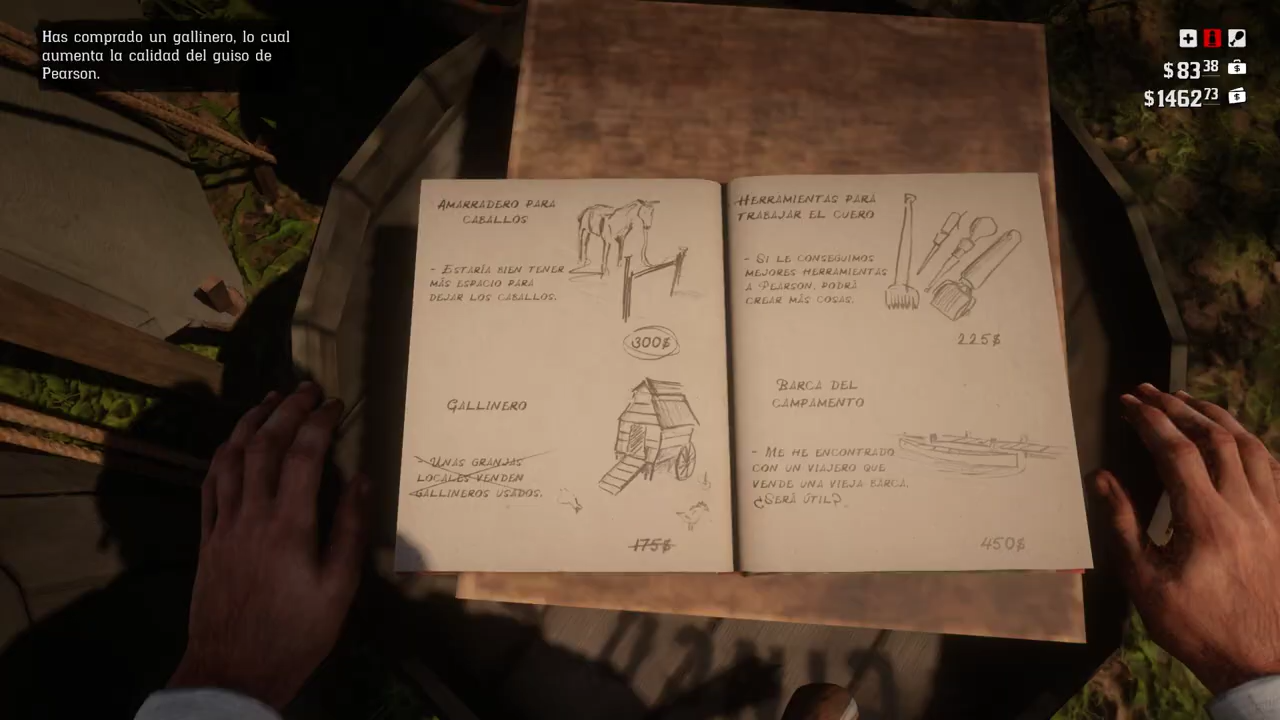 Has comprado un gallinero, lo cual
aumenta la calidad del guiso de
Pearson.
$83 38
$1462 73
AMARRADERO PARA
CABALLOS
- ESTARÍA BIEN TENER
MÁS ESPACIO PARA
DEJAR LOS CABALLOS.
300$
GALLINERO
- UNAS GRANJAS
LOCALES VENDEN
GALLINEROS USADOS.
175$
HERRAMIENTAS PARA
TRABAJAR EL CUERO
- SI LE CONSEGUIMOS
MEJORES HERRAMIENTAS
A PEARSON, PODRÁ
CREAR MÁS COSAS.
225$
BARCA DEL
CAMPAMENTO
- ME HE ENCONTRADO
CON UN VIAJERO QUE
VENDE UNA VIEJA BARCA.
¿SERÁ ÚTIL?
450$